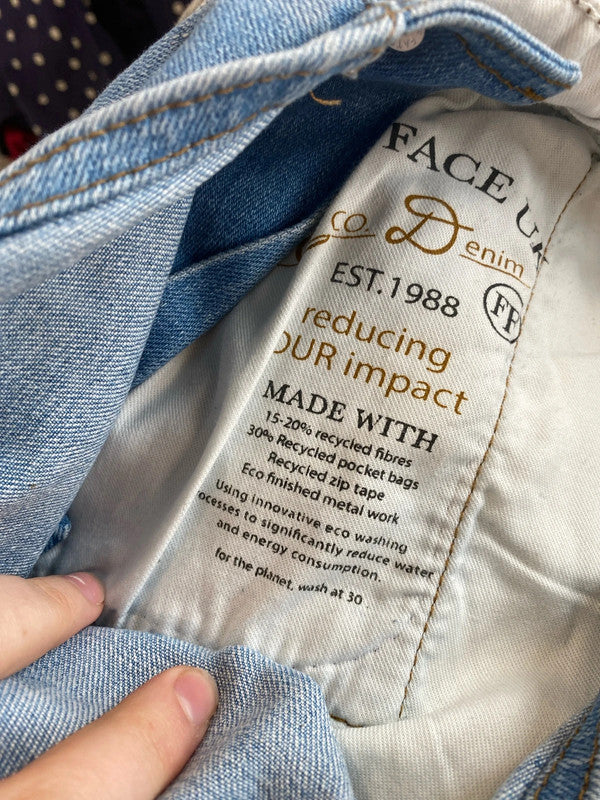 FACE UK
CO. Denim
EST.1988 FF
reducing
OUR impact
MADE WITH
15-20% recycled fibres
30% Recycled pocket bags
Recycled zip tape
Eco finished metal work
Using innovative eco washing
ocesses to significantly reduce water
and energy consumption.
for the planet, wash at 30